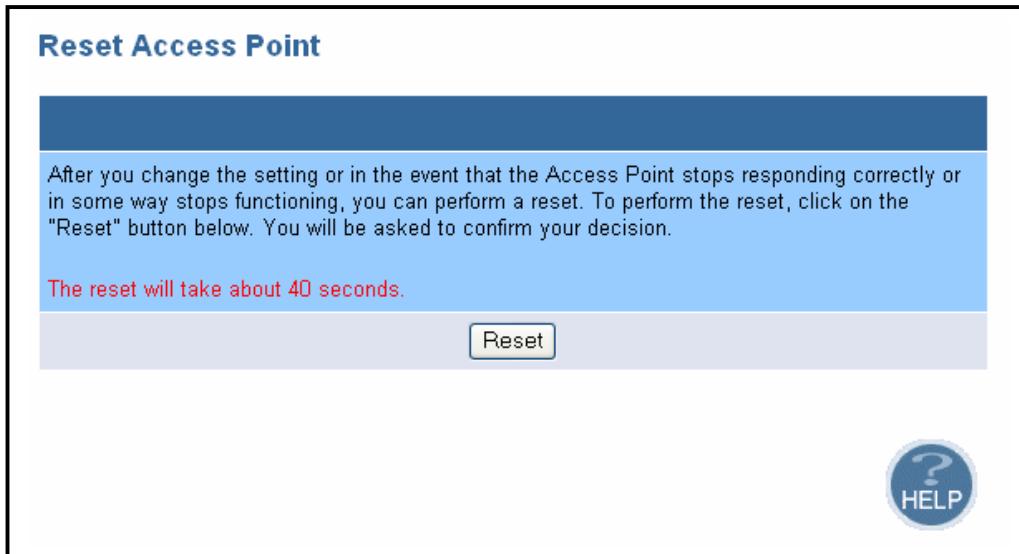 Reset Access Point
After you change the setting or in the event that the Access Point stops responding correctly or
in some way stops functioning, you can perform a reset. To perform the reset, click on the
"Reset" button below. You will be asked to confirm your decision.
The reset will take about 40 seconds.
Reset
?
HELP